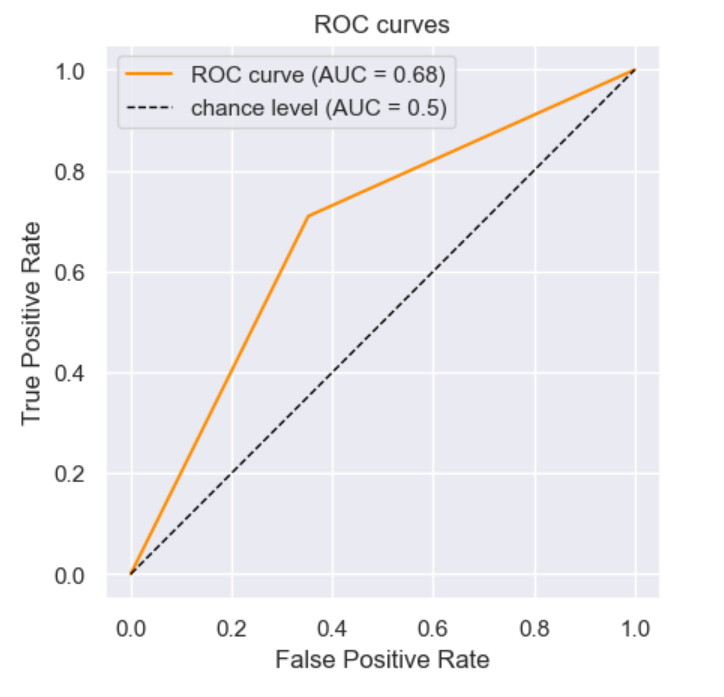 ROC curves
ROC curve (AUC = 0.68)
chance level (AUC = 0.5)
True Positive Rate
1.0
0.8
0.6
0.4
0.2
0.0
0.0 0.2 0.4 0.6 0.8 1.0
False Positive Rate